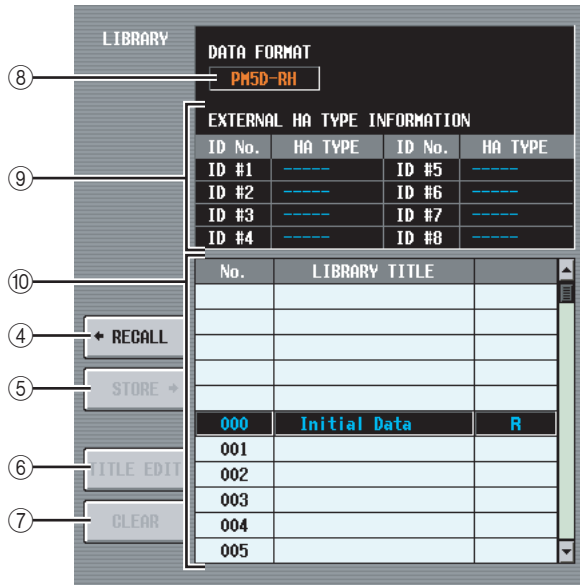 LIBRARY
DATA FORMAT
⑧
PM5D-RH
EXTERNAL HA TYPE INFORMATION
ID No. HA TYPE ID No. HA TYPE
⑨
ID #1 ----- ID #5 -----
ID #2 ----- ID #6 -----
ID #3 ----- ID #7 -----
ID #4 ----- ID #8 -----
⑩
No. LIBRARY TITLE
④
RECALL
⑤
STORE
000 Initial Data R
001
⑥
TITLE EDIT
002
003
⑦
CLEAR
004
005